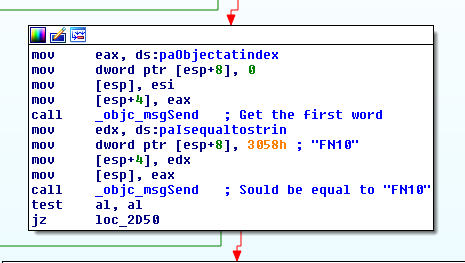 mov eax, ds:paObjectatindex
mov dword ptr [esp+8], 0
mov [esp], esi
mov [esp+4], eax
call _objc_msgSend ; Get the first word
mov edx, ds:paIsequaltostrin
mov dword ptr [esp+8], 3058h ; "FN10"
mov [esp+4], edx
mov [esp], eax
call _objc_msgSend ; Sould be equal to "FN10"
test al, al
jz loc_2D50